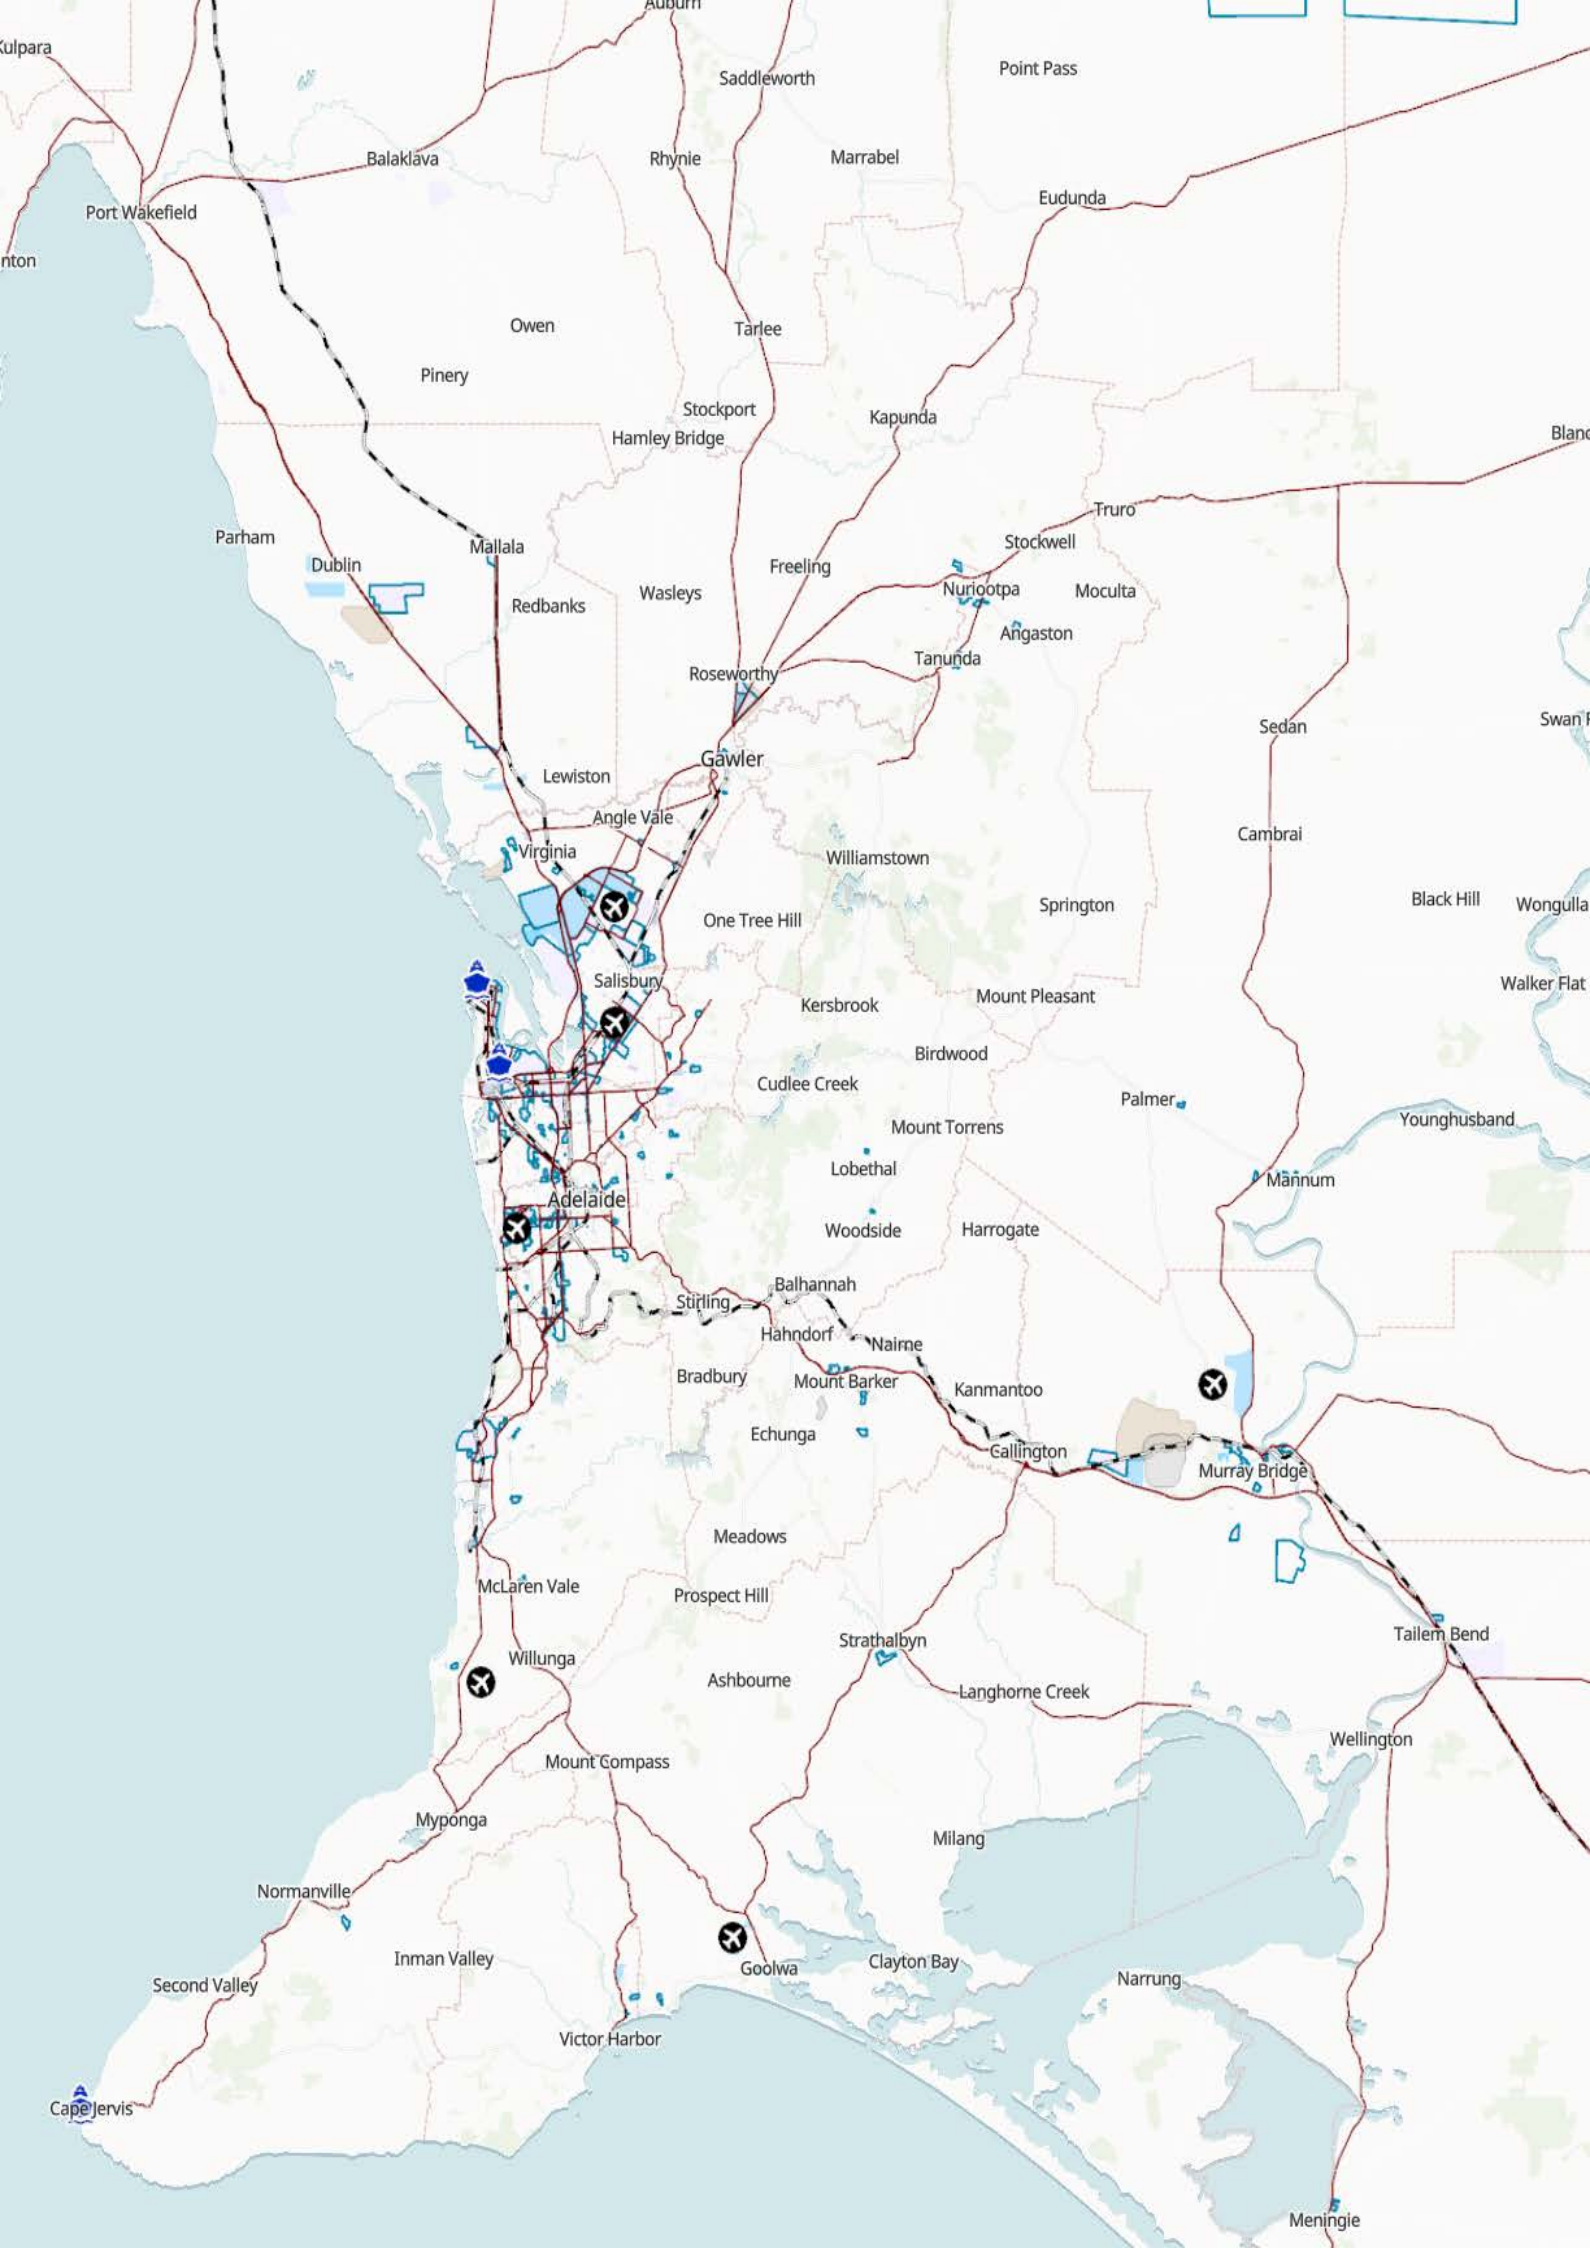 Auburn
Kulpara
Point Pass
Saddleworth
Balaklava
Rhynie
Marrabel
Eudunda
Port Wakefield
nton
Owen
Tarlee
Pinery
Stockport
Kapunda
Hamley Bridge
Blanc
Truro
Parham
Stockwell
Mallala
Dublin
Freeling
Nuriootpa
Moculta
Wasleys
Redbanks
Angaston
Tanunda
Roseworthy
Swan R
Sedan
Gawler
Lewiston
Angle Vale
Cambrai
Virginia
Williamstown
Black Hill
Springton
Wongulla
One Tree Hill
Salisbury
Walker Flat
Mount Pleasant
Kersbrook
Birdwood
Cudlee Creek
Palmer
Younghusband
Mount Torrens
Lobethal
Mannum
Adelaide
Woodside
Harrogate
Balhannah
Stirling
Hahndorf
Nairne
Bradbury
Mount Barker
Kanmantoo
Echunga
Callington
Murray Bridge
Meadows
McLaren Vale
Prospect Hill
Tailem Bend
Strathalbyn
Willunga
Ashbourne
Langhorne Creek
Wellington
Mount Compass
Myponga
Milang
Normanville
Inman Valley
Clayton Bay
Goolwa
Narrung
Second Valley
Victor Harbor
Cape Jervis
Meningie